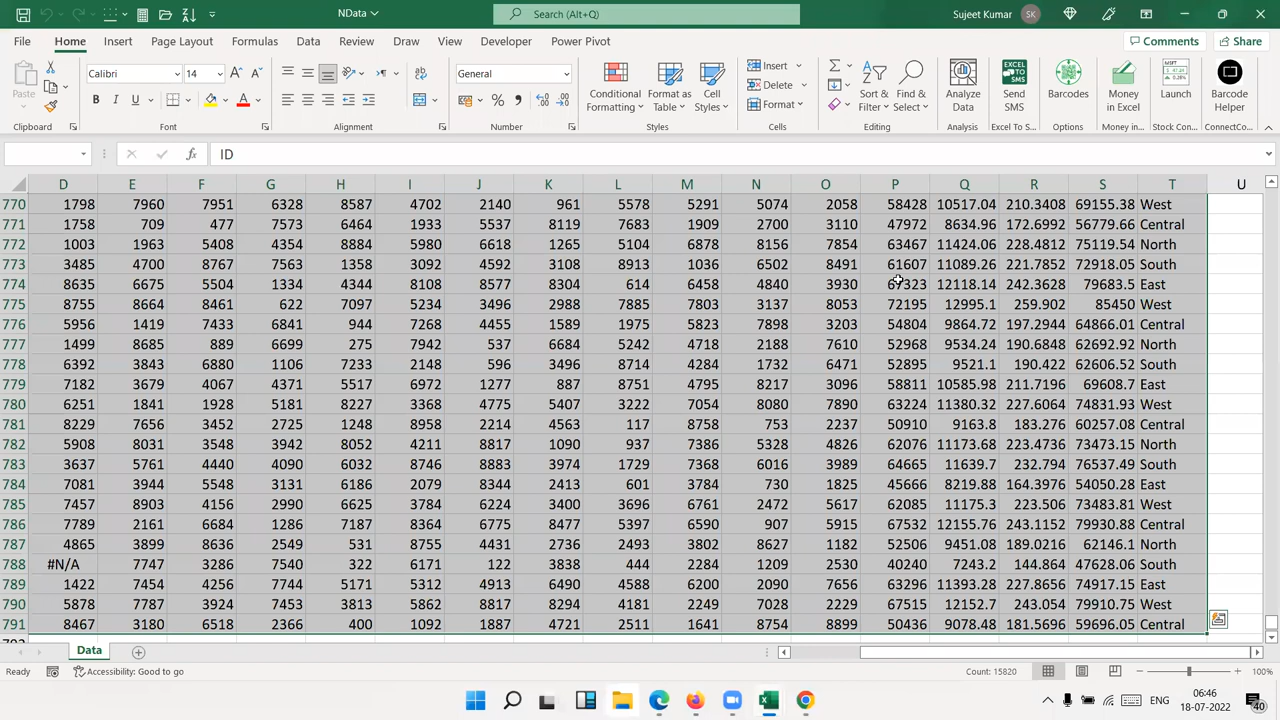 NData
Search (Alt+Q)
Sujeet Kumar
SK
File Home Insert Page Layout Formulas Data Review Draw View Developer Power Pivot
Comments Share
Paste
Calibri 14
B I U
General
Conditional Formatting
Format as Table
Cell Styles
Insert
Delete
Format
Sort & Filter
Find & Select
Analyze Data
Send SMS
Barcodes
Money in Excel
Launch
Barcode Helper
Clipboard Font Alignment Number Styles Cells Editing Analysis Excel To S... Options Money in... Stock Con... ConnectCo...
fx ID
D E F G H I J K L M N O P Q R S T U
770 1798 7960 7951 6328 8587 4702 2140 961 5578 5291 5074 2058 58428 10517.04 210.3408 69155.38 West
771 1758 709 477 7573 6464 1933 5537 8119 7683 1909 2700 3110 47972 8634.96 172.6992 56779.66 Central
772 1003 1963 5408 4354 8884 5980 6618 1265 5104 6878 8156 7854 63467 11424.06 228.4812 75119.54 North
773 3485 4700 8767 7563 1358 3092 4592 3108 8913 1036 6502 8491 61607 11089.26 221.7852 72918.05 South
774 8635 6675 5504 1334 4344 8108 8577 8304 614 6458 4840 3930 67323 12118.14 242.3628 79683.5 East
775 8755 8664 8461 622 7097 5234 3496 2988 7885 7803 3137 8053 72195 12995.1 259.902 85450 West
776 5956 1419 7433 6841 944 7268 4455 1589 1975 5823 7898 3203 54804 9864.72 197.2944 64866.01 Central
777 1499 8685 889 6699 275 7942 537 6684 5242 4718 2188 7610 52968 9534.24 190.6848 62692.92 North
778 6392 3843 6880 1106 7233 2148 596 3496 8714 4284 1732 6471 52895 9521.1 190.422 62606.52 South
779 7182 3679 4067 4371 5517 6972 1277 887 8751 4795 8217 3096 58811 10585.98 211.7196 69608.7 East
780 6251 1841 1928 5181 8227 3368 4775 5407 3222 7054 8080 7890 63224 11380.32 227.6064 74831.93 West
781 8229 7656 3452 2725 1248 8958 2214 4563 117 8758 753 2237 50910 9163.8 183.276 60257.08 Central
782 5908 8031 3548 3942 8052 4211 8817 1090 937 7386 5328 4826 62076 11173.68 223.4736 73473.15 North
783 3637 5761 4440 4090 6032 8746 8883 3974 1729 7368 6016 3989 64665 11639.7 232.794 76537.49 South
784 7081 3944 5548 3131 6186 2079 8344 2413 601 3784 730 1825 45666 8219.88 164.3976 54050.28 East
785 7457 8903 4156 2990 6625 3784 6224 3400 3696 6761 2472 5617 62085 11175.3 223.506 73483.81 West
786 7789 2161 6684 1286 7187 8364 6775 8477 5397 6590 907 5915 67532 12155.76 243.1152 79930.88 Central
787 4865 3899 8636 2549 531 8755 4431 2736 2493 3802 8627 1182 52506 9451.08 189.0216 62146.1 North
788 #N/A 7747 3286 7540 322 6171 122 3838 444 2284 1209 2530 40240 7243.2 144.864 47628.06 South
789 1422 7454 4256 7744 5171 5312 4913 6490 4588 6200 2090 7656 63296 11393.28 227.8656 74917.15 East
790 5878 7787 3924 7453 3813 5862 8817 8294 4181 2249 7028 2229 67515 12152.7 243.054 79910.75 West
791 8467 3180 6518 2366 400 1092 1887 4721 2511 1641 8754 8899 50436 9078.48 181.5696 59696.05 Central
Data
Ready Accessibility: Good to go Count: 15820 100%
ENG
06:46
18-07-2022
40